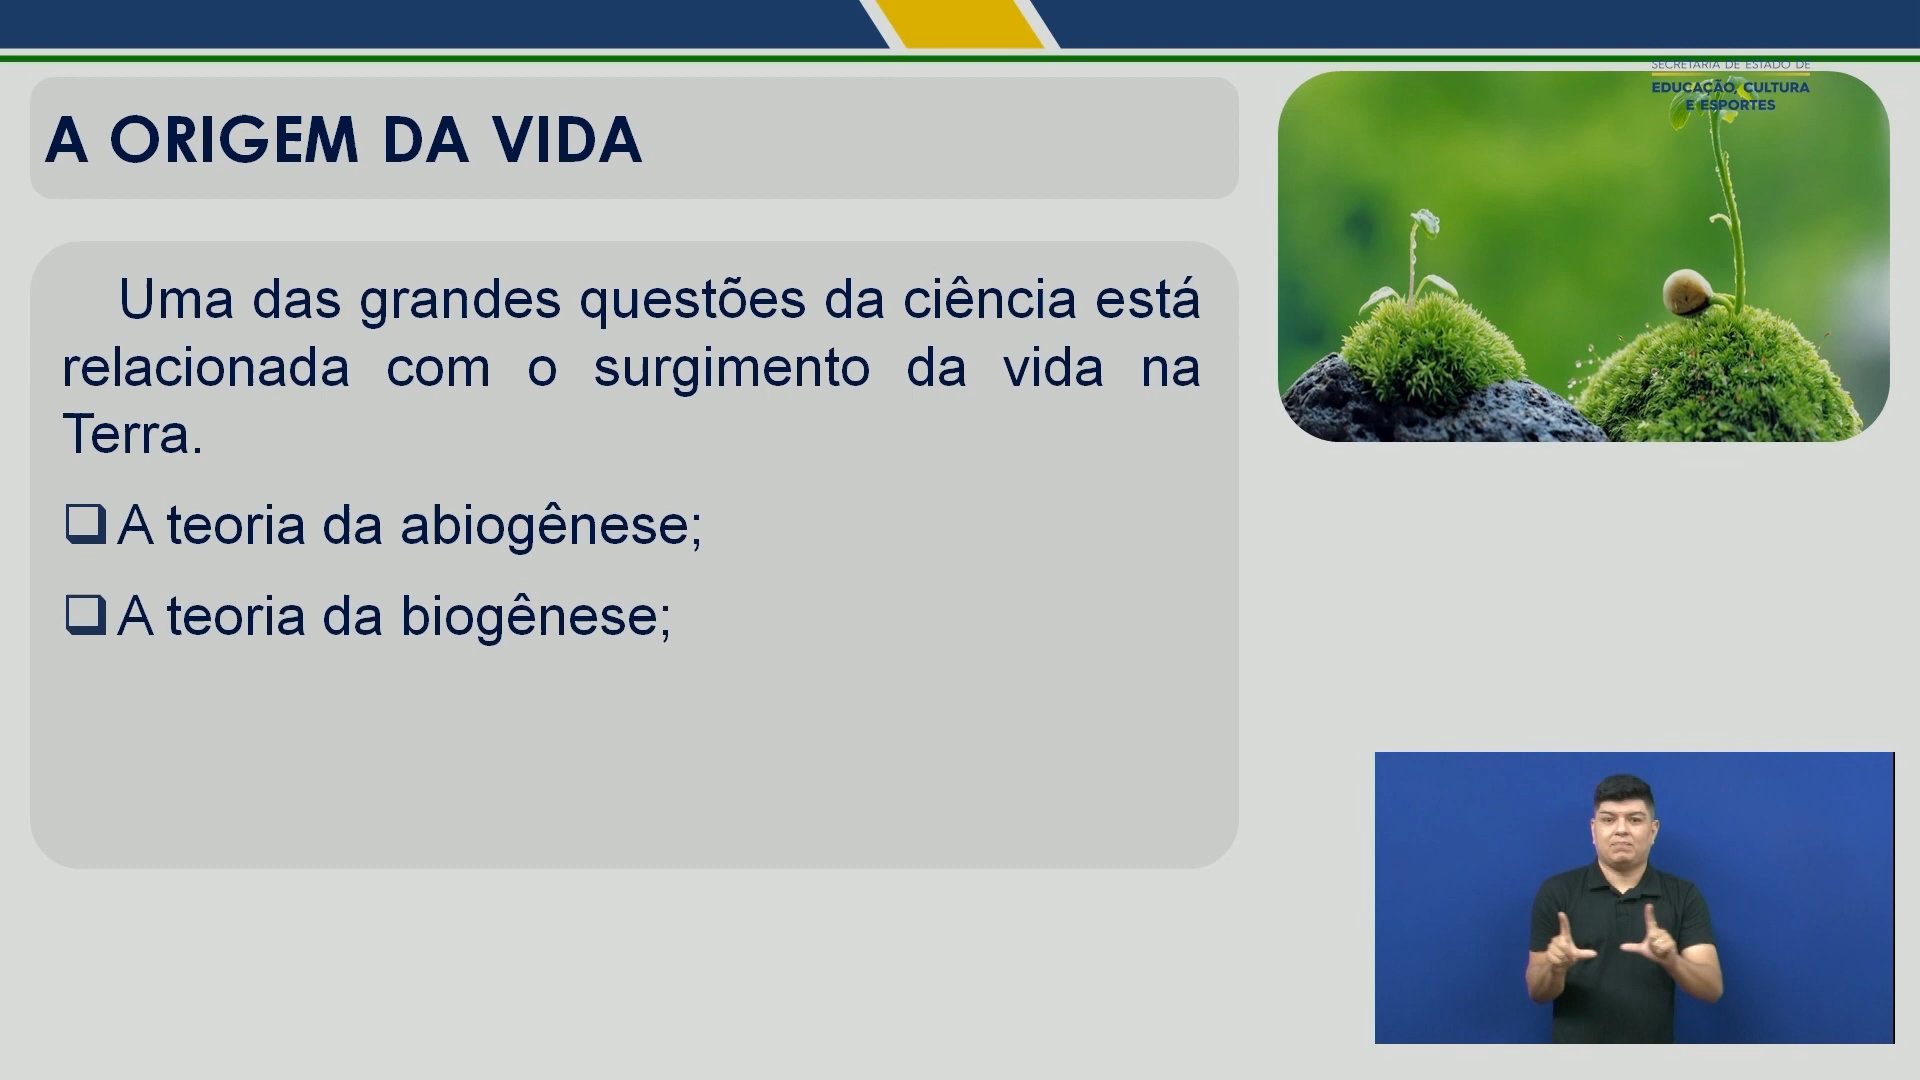 SECRETARIA DE ESTADO DE
EDUCAÇÃO, CULTURA
E ESPORTES
A ORIGEM DA VIDA
Uma das grandes questões da ciência está
relacionada com o surgimento da vida na
Terra.
❑ A teoria da abiogênese;
❑ A teoria da biogênese;